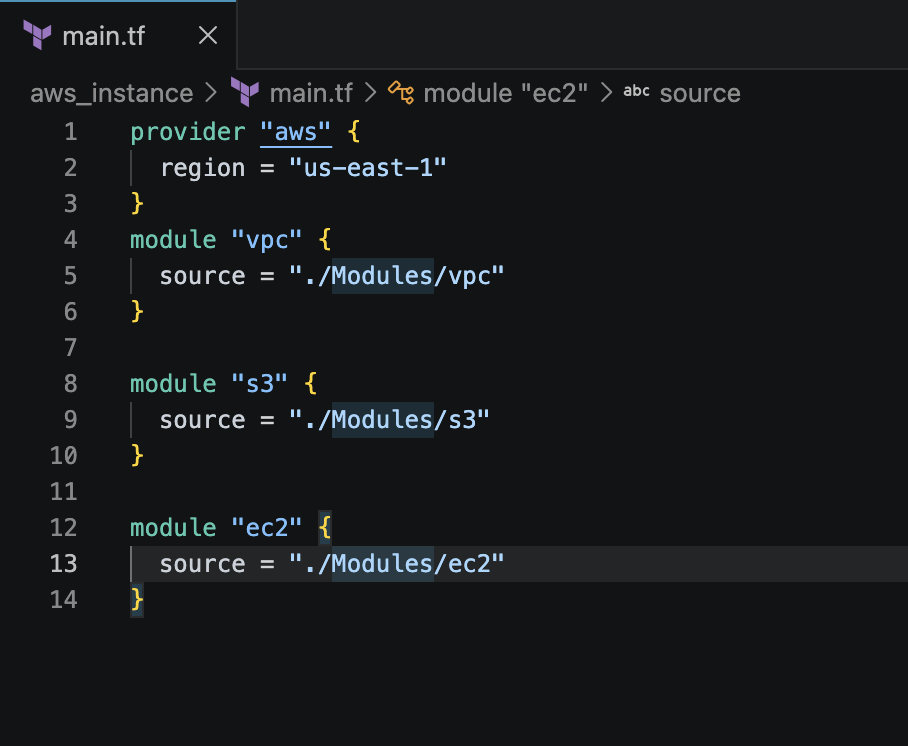 main.tf
aws_instance > main.tf > module "ec2" > abc source
1 provider "aws" {
2   region = "us-east-1"
3 }
4 module "vpc" {
5   source = "./Modules/vpc"
6 }
7
8 module "s3" {
9   source = "./Modules/s3"
10 }
11
12 module "ec2" {
13   source = "./Modules/ec2"
14 }